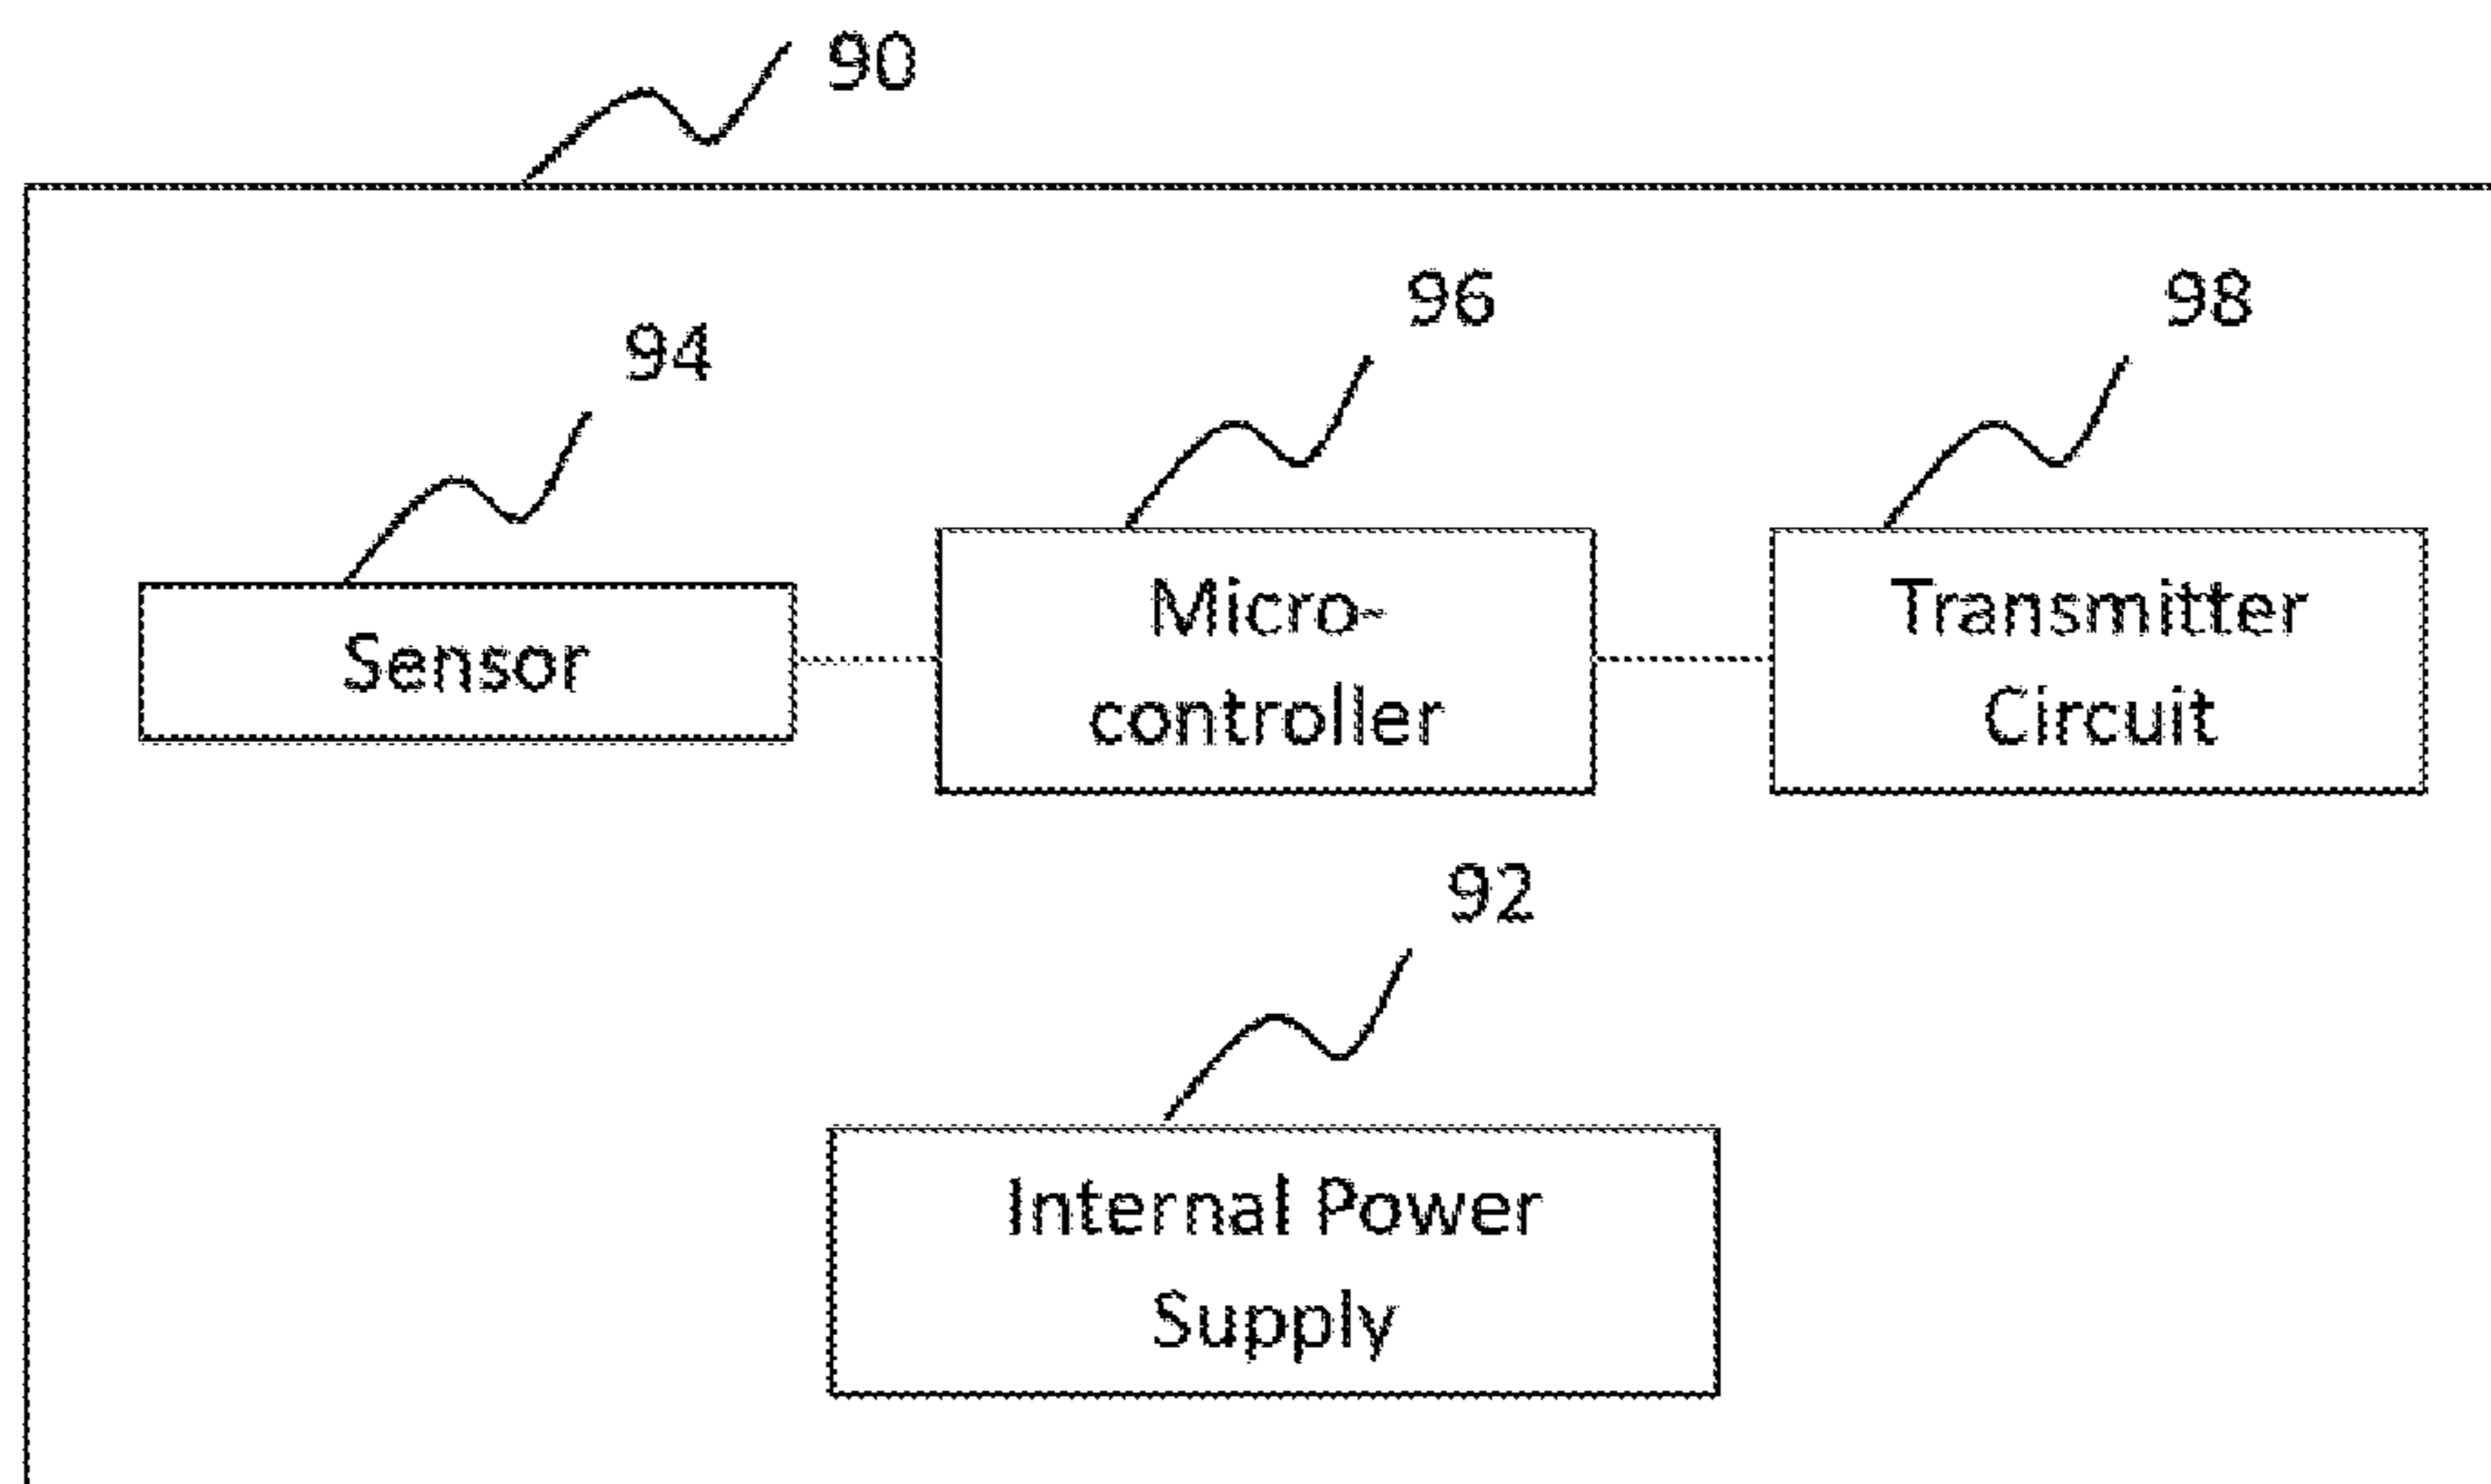 90
96
98
94
Sensor
Micro-
controller
Transmitter
Circuit
92
Internal Power
Supply